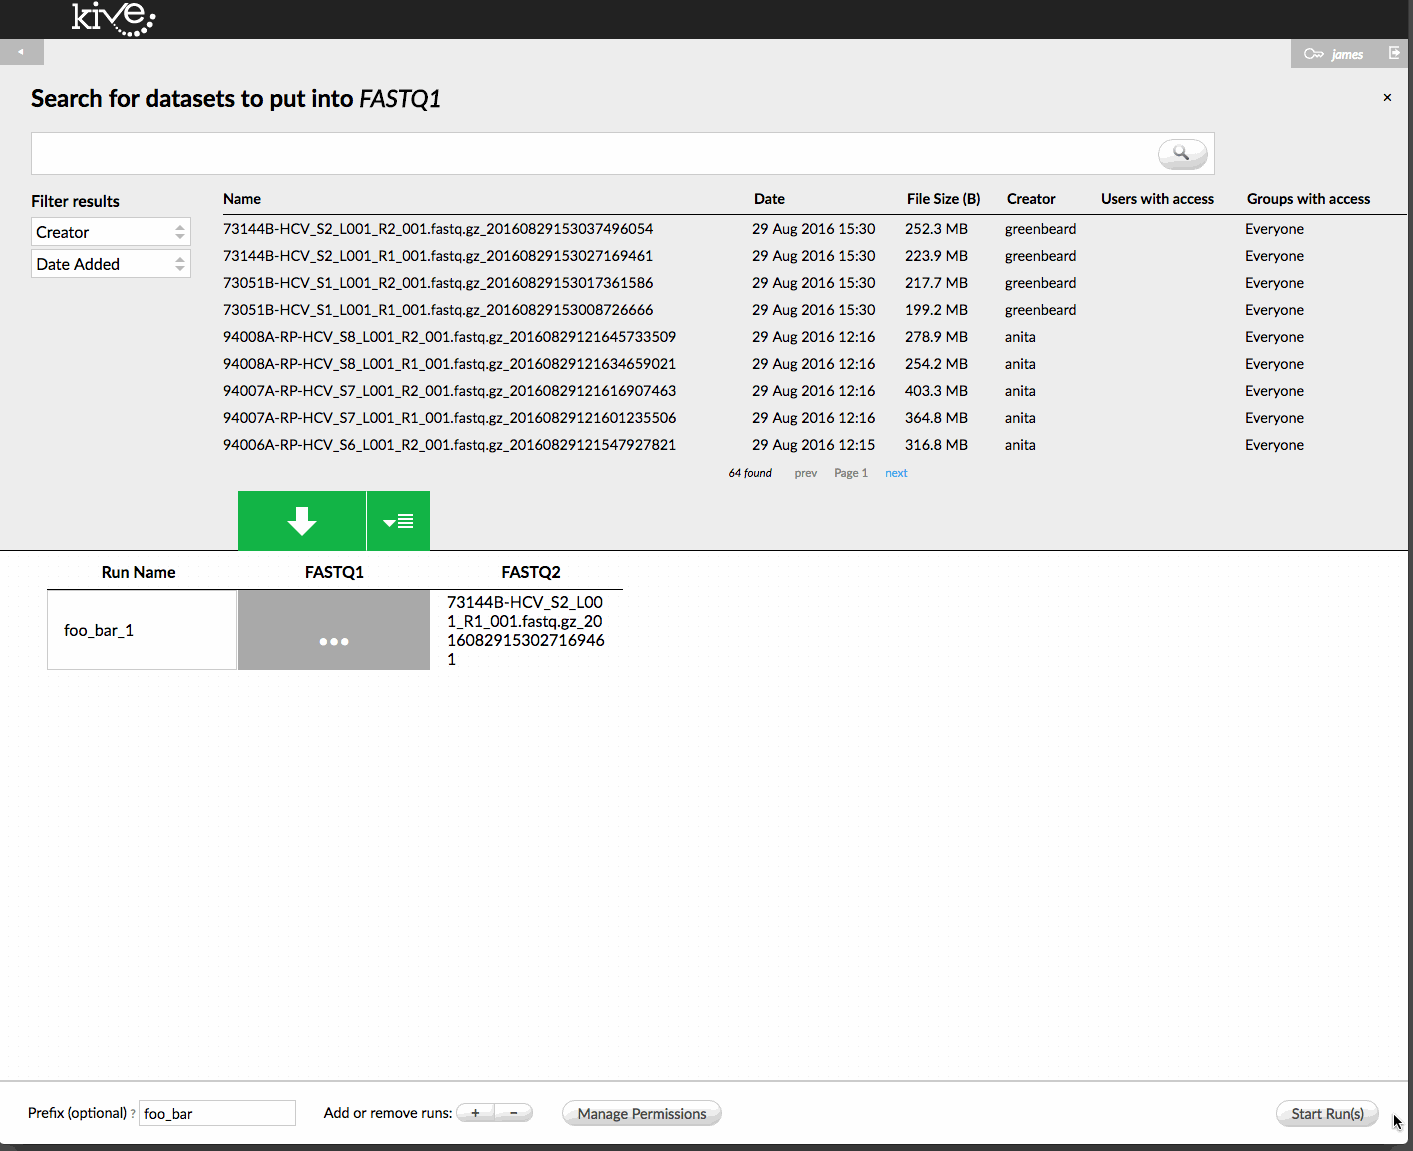 kive
james
Search for datasets to put into FASTQ1
×
Filter results
Creator
Date Added
Name Date File Size (B) Creator Users with access Groups with access
73144B-HCV_S2_L001_R2_001.fastq.gz_20160829153037496054 29 Aug 2016 15:30 252.3 MB greenbeard Everyone
73144B-HCV_S2_L001_R1_001.fastq.gz_20160829153027169461 29 Aug 2016 15:30 223.9 MB greenbeard Everyone
73051B-HCV_S1_L001_R2_001.fastq.gz_20160829153017361586 29 Aug 2016 15:30 217.7 MB greenbeard Everyone
73051B-HCV_S1_L001_R1_001.fastq.gz_20160829153008726666 29 Aug 2016 15:30 199.2 MB greenbeard Everyone
94008A-RP-HCV_S8_L001_R2_001.fastq.gz_20160829121645733509 29 Aug 2016 12:16 278.9 MB anita Everyone
94008A-RP-HCV_S8_L001_R1_001.fastq.gz_20160829121634659021 29 Aug 2016 12:16 254.2 MB anita Everyone
94007A-RP-HCV_S7_L001_R2_001.fastq.gz_20160829121616907463 29 Aug 2016 12:16 403.3 MB anita Everyone
94007A-RP-HCV_S7_L001_R1_001.fastq.gz_20160829121601235506 29 Aug 2016 12:16 364.8 MB anita Everyone
94006A-RP-HCV_S6_L001_R2_001.fastq.gz_20160829121547927821 29 Aug 2016 12:15 316.8 MB anita Everyone
64 found prev Page 1 next
Run Name FASTQ1 FASTQ2
foo_bar_1
73144B-HCV_S2_L00
1_R1_001.fastq.gz_20
16082915302716946
1
Prefix (optional) ? foo_bar Add or remove runs: + − Manage Permissions Start Run(s)